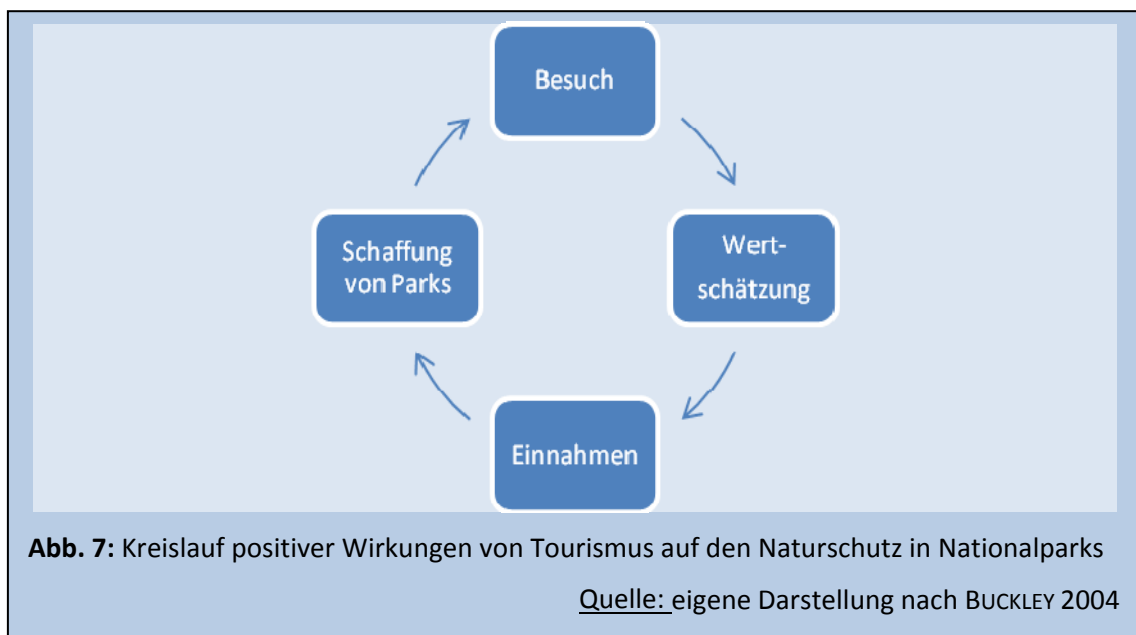 Besuch
Wert-
schätzung
Einnahmen
Schaffung
von Parks
Abb. 7: Kreislauf positiver Wirkungen von Tourismus auf den Naturschutz in Nationalparks
Quelle: eigene Darstellung nach BUCKLEY 2004